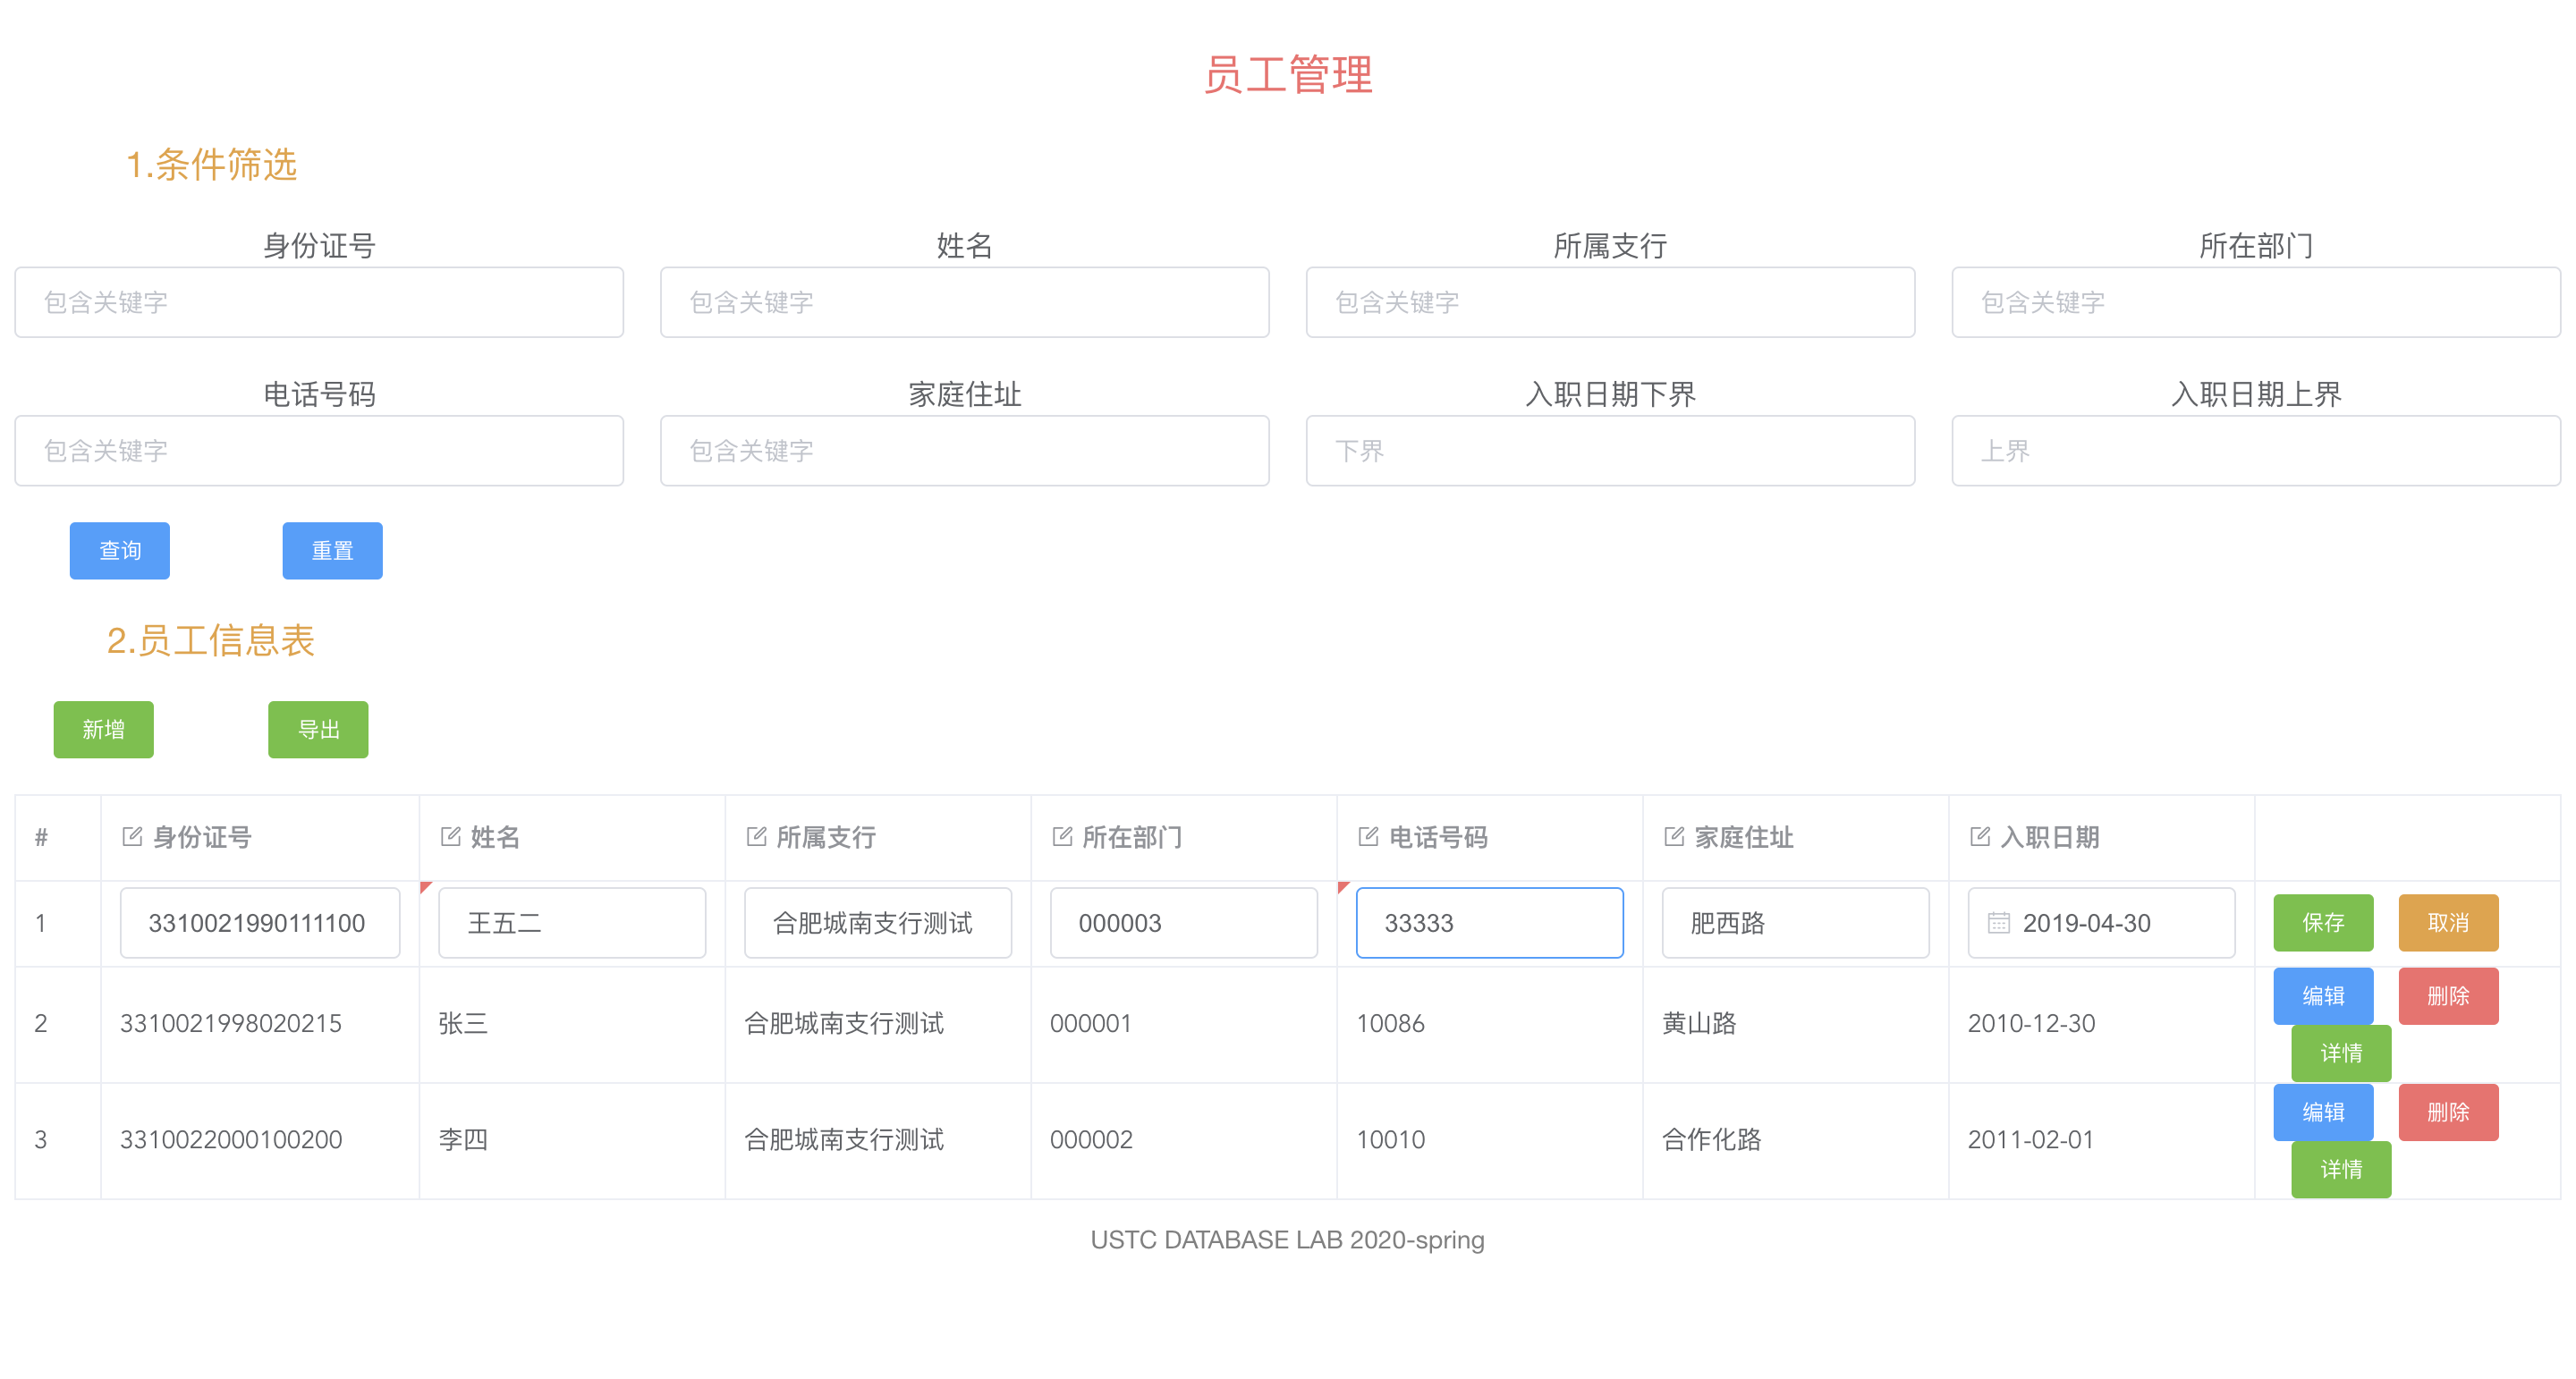 员工管理
1.条件筛选
身份证号 姓名 所属支行 所在部门
包含关键字 包含关键字 包含关键字 包含关键字
电话号码 家庭住址 入职日期下界 入职日期上界
包含关键字 包含关键字 下界 上界
查询 重置
2.员工信息表
新增 导出
# 身份证号 姓名 所属支行 所在部门 电话号码 家庭住址 入职日期
1 3310021990111100 王五二 合肥城南支行测试 000003 33333 肥西路 2019-04-30 保存 取消
2 3310021998020215 张三 合肥城南支行测试 000001 10086 黄山路 2010-12-30 编辑 删除
详情
3 3310022000100200 李四 合肥城南支行测试 000002 10010 合作化路 2011-02-01 编辑 删除
详情
USTC DATABASE LAB 2020-spring